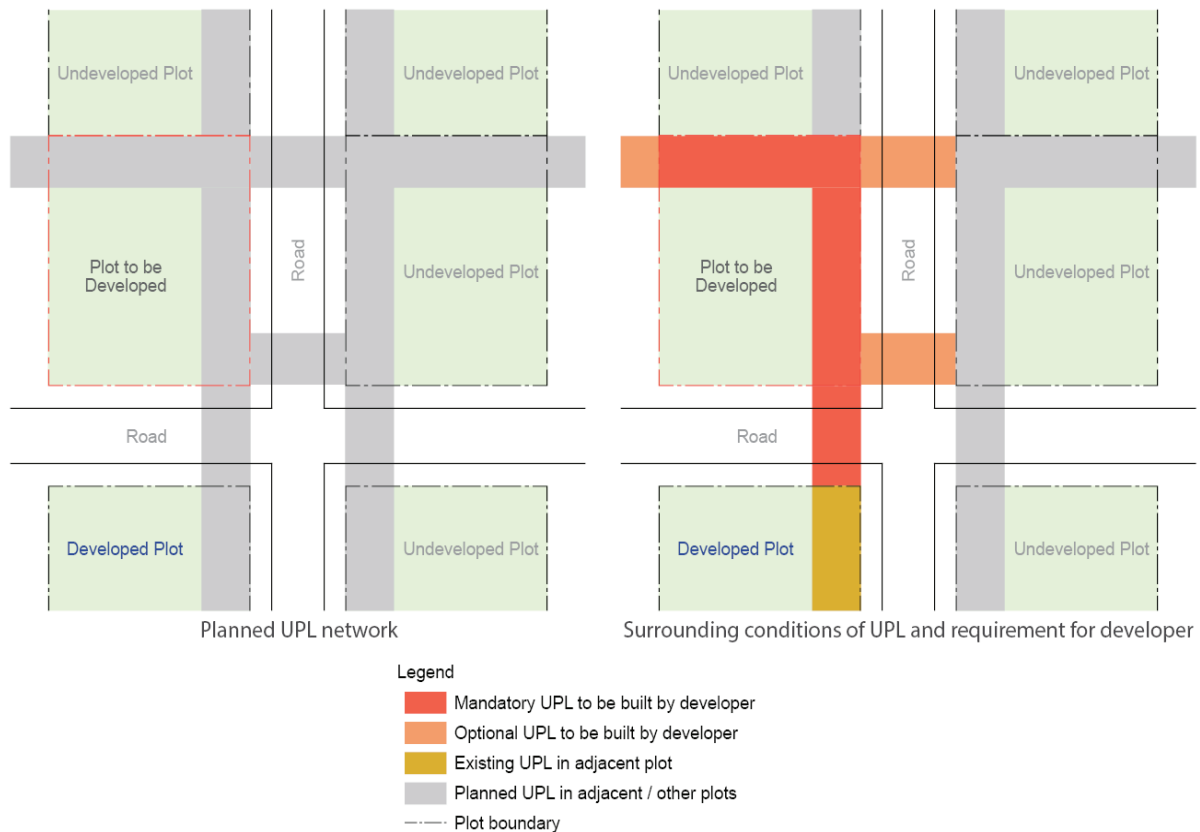 Undeveloped Plot
Undeveloped Plot
Plot to be
Developed
Road
Undeveloped Plot
Road
Developed Plot
Undeveloped Plot
Planned UPL network
Undeveloped Plot
Undeveloped Plot
Plot to be
Developed
Road
Undeveloped Plot
Road
Developed Plot
Undeveloped Plot
Surrounding conditions of UPL and requirement for developer
Legend
Mandatory UPL to be built by developer
Optional UPL to be built by developer
Existing UPL in adjacent plot
Planned UPL in adjacent / other plots
Plot boundary